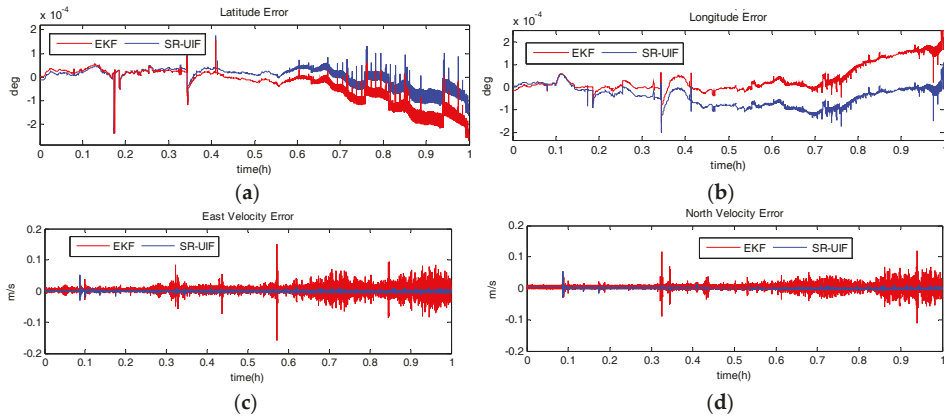 x 10⁻⁴ Latitude Error
EKF SR-UIF
deg
2
1
0
-1
-2
0 0.1 0.2 0.3 0.4 0.5 0.6 0.7 0.8 0.9 1
time(h)
(a)
x 10⁻⁴ Longitude Error
EKF SR-UIF
deg
2
1
0
-1
-2
0 0.1 0.2 0.3 0.4 0.5 0.6 0.7 0.8 0.9 1
time(h)
(b)
East Velocity Error
EKF SR-UIF
m/s
0.2
0.1
0
-0.1
-0.2
0 0.1 0.2 0.3 0.4 0.5 0.6 0.7 0.8 0.9 1
time(h)
(c)
North Velocity Error
EKF SR-UIF
m/s
0.2
0.1
0
-0.1
-0.2
0 0.1 0.2 0.3 0.4 0.5 0.6 0.7 0.8 0.9 1
time(h)
(d)